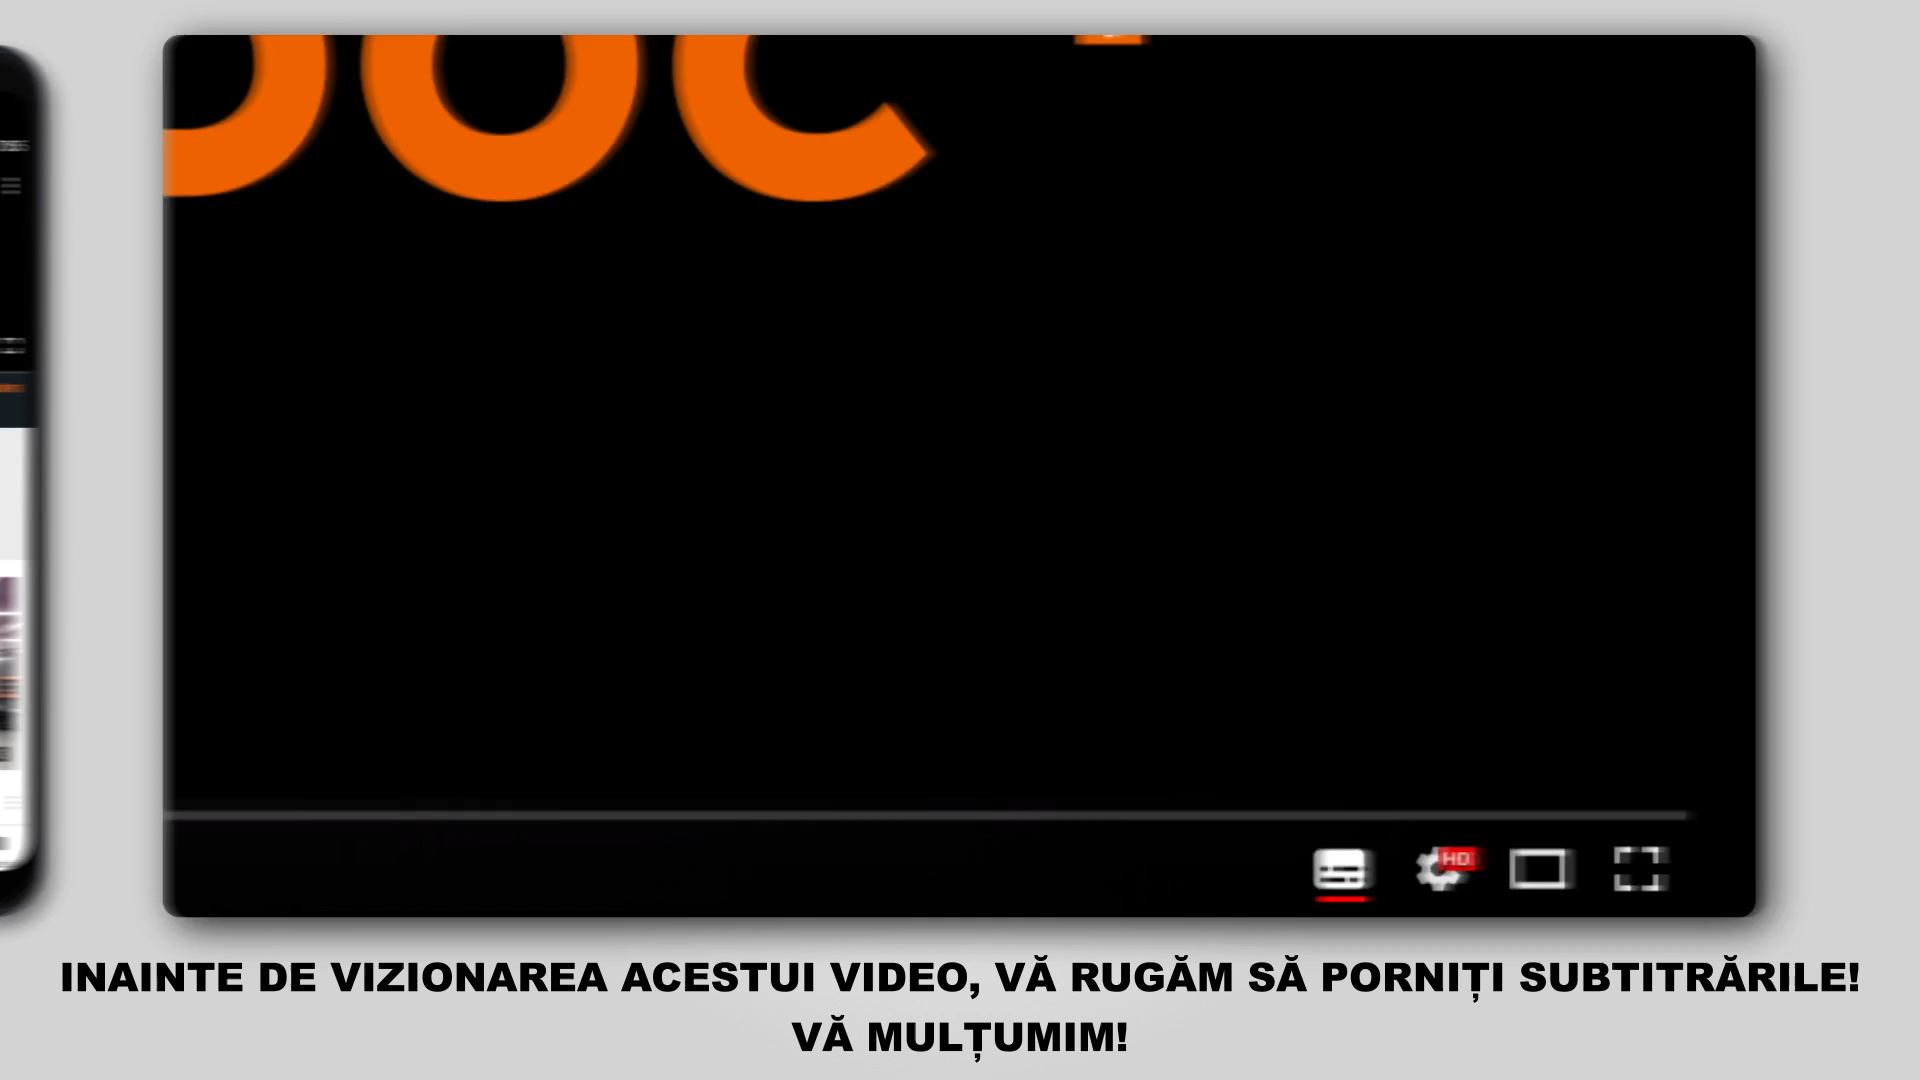 HD
INAINTE DE VIZIONAREA ACESTUI VIDEO, VĂ RUGĂM SĂ PORNIȚI SUBTITRĂRILE!
VĂ MULȚUMIM!